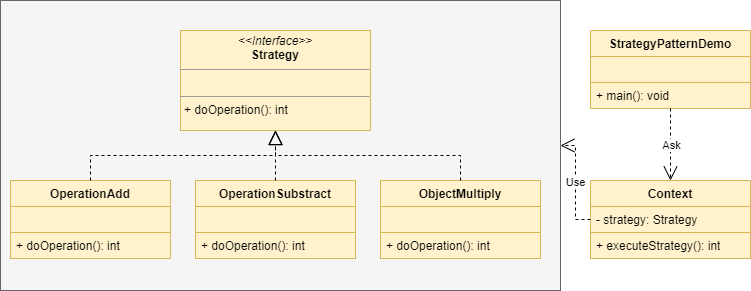 <<Interface>>
Strategy
+ doOperation(): int
StrategyPatternDemo
+ main(): void
Ask
Use
OperationAdd
+ doOperation(): int
OperationSubstract
+ doOperation(): int
ObjectMultiply
+ doOperation(): int
Context
- strategy: Strategy
+ executeStrategy(): int